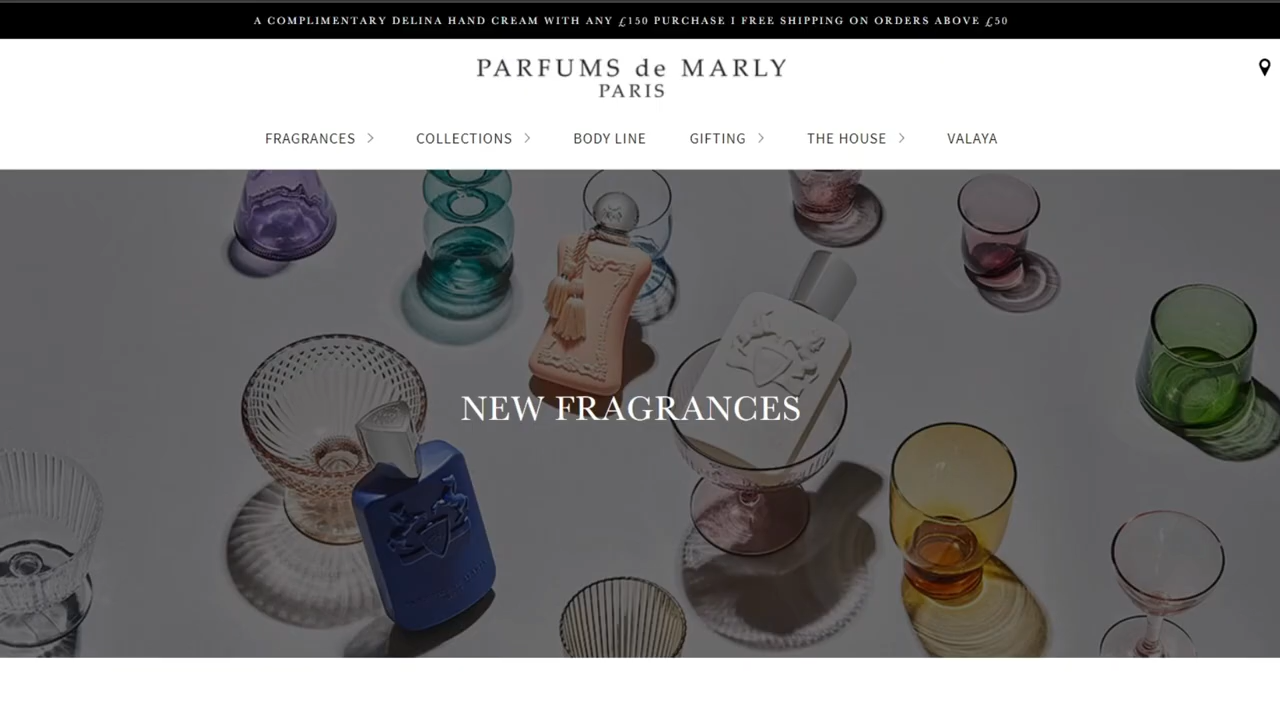 A COMPLIMENTARY DELINA HAND CREAM WITH ANY £150 PURCHASE I FREE SHIPPING ON ORDERS ABOVE £50
PARFUMS de MARLY
PARIS
FRAGRANCES COLLECTIONS BODY LINE GIFTING THE HOUSE VALAYA
NEW FRAGRANCES